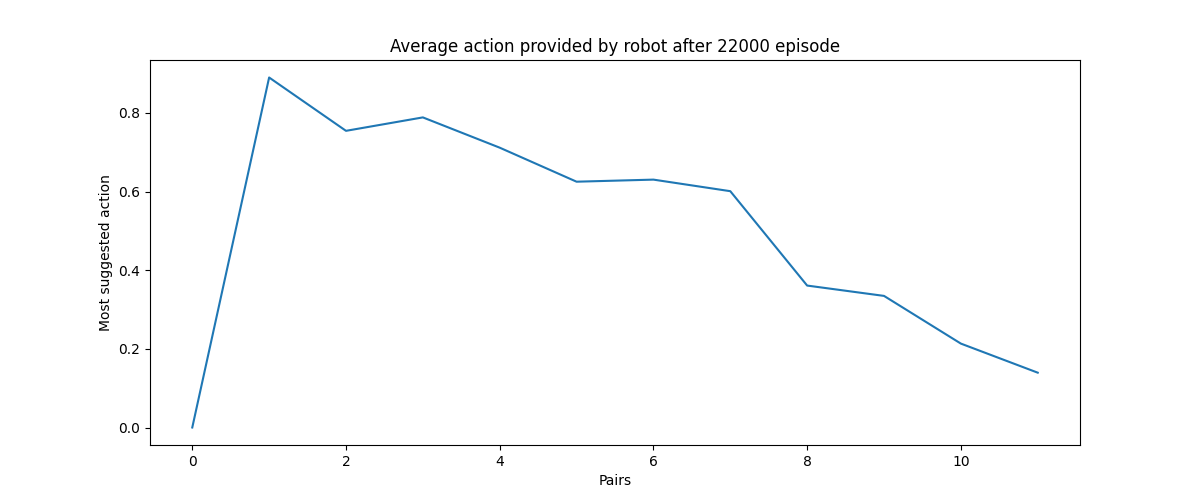 Average action provided by robot after 22000 episode
Most suggested action
0.8
0.6
0.4
0.2
0.0
0 2 4 6 8 10
Pairs